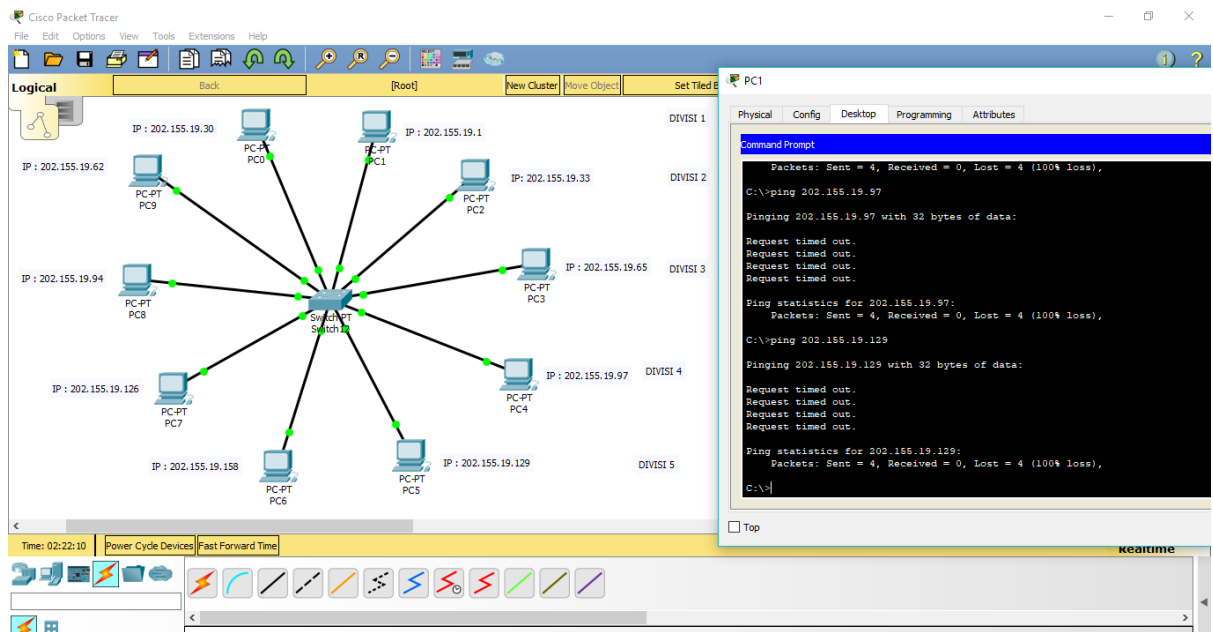 Cisco Packet Tracer
File Edit Options View Tools Extensions Help
Logical
Back
[Root]
New Cluster
Move Object
Set Tiled B
IP : 202.155.19.30
PC-PT
PC0
IP : 202.155.19.1
PC-PT
PC1
DIVISI 1
IP : 202.155.19.62
PC-PT
PC9
IP: 202.155.19.33
PC-PT
PC2
DIVISI 2
IP : 202.155.19.94
PC-PT
PC8
IP : 202.155.19.65
PC-PT
PC3
DIVISI 3
Switch-PT
Switch12
IP : 202.155.19.126
PC-PT
PC7
IP : 202.155.19.97
PC-PT
PC4
DIVISI 4
IP : 202.155.19.158
PC-PT
PC6
IP : 202.155.19.129
PC-PT
PC5
DIVISI 5
PC1
Physical Config Desktop Programming Attributes
Command Prompt
Packets: Sent = 4, Received = 0, Lost = 4 (100% loss),
C:\>ping 202.155.19.97
Pinging 202.155.19.97 with 32 bytes of data:
Request timed out.
Request timed out.
Request timed out.
Request timed out.
Ping statistics for 202.155.19.97:
Packets: Sent = 4, Received = 0, Lost = 4 (100% loss),
C:\>ping 202.155.19.129
Pinging 202.155.19.129 with 32 bytes of data:
Request timed out.
Request timed out.
Request timed out.
Request timed out.
Ping statistics for 202.155.19.129:
Packets: Sent = 4, Received = 0, Lost = 4 (100% loss),
C:\>
Top
Time: 02:22:10
Power Cycle Devices
Fast Forward Time
Realtime